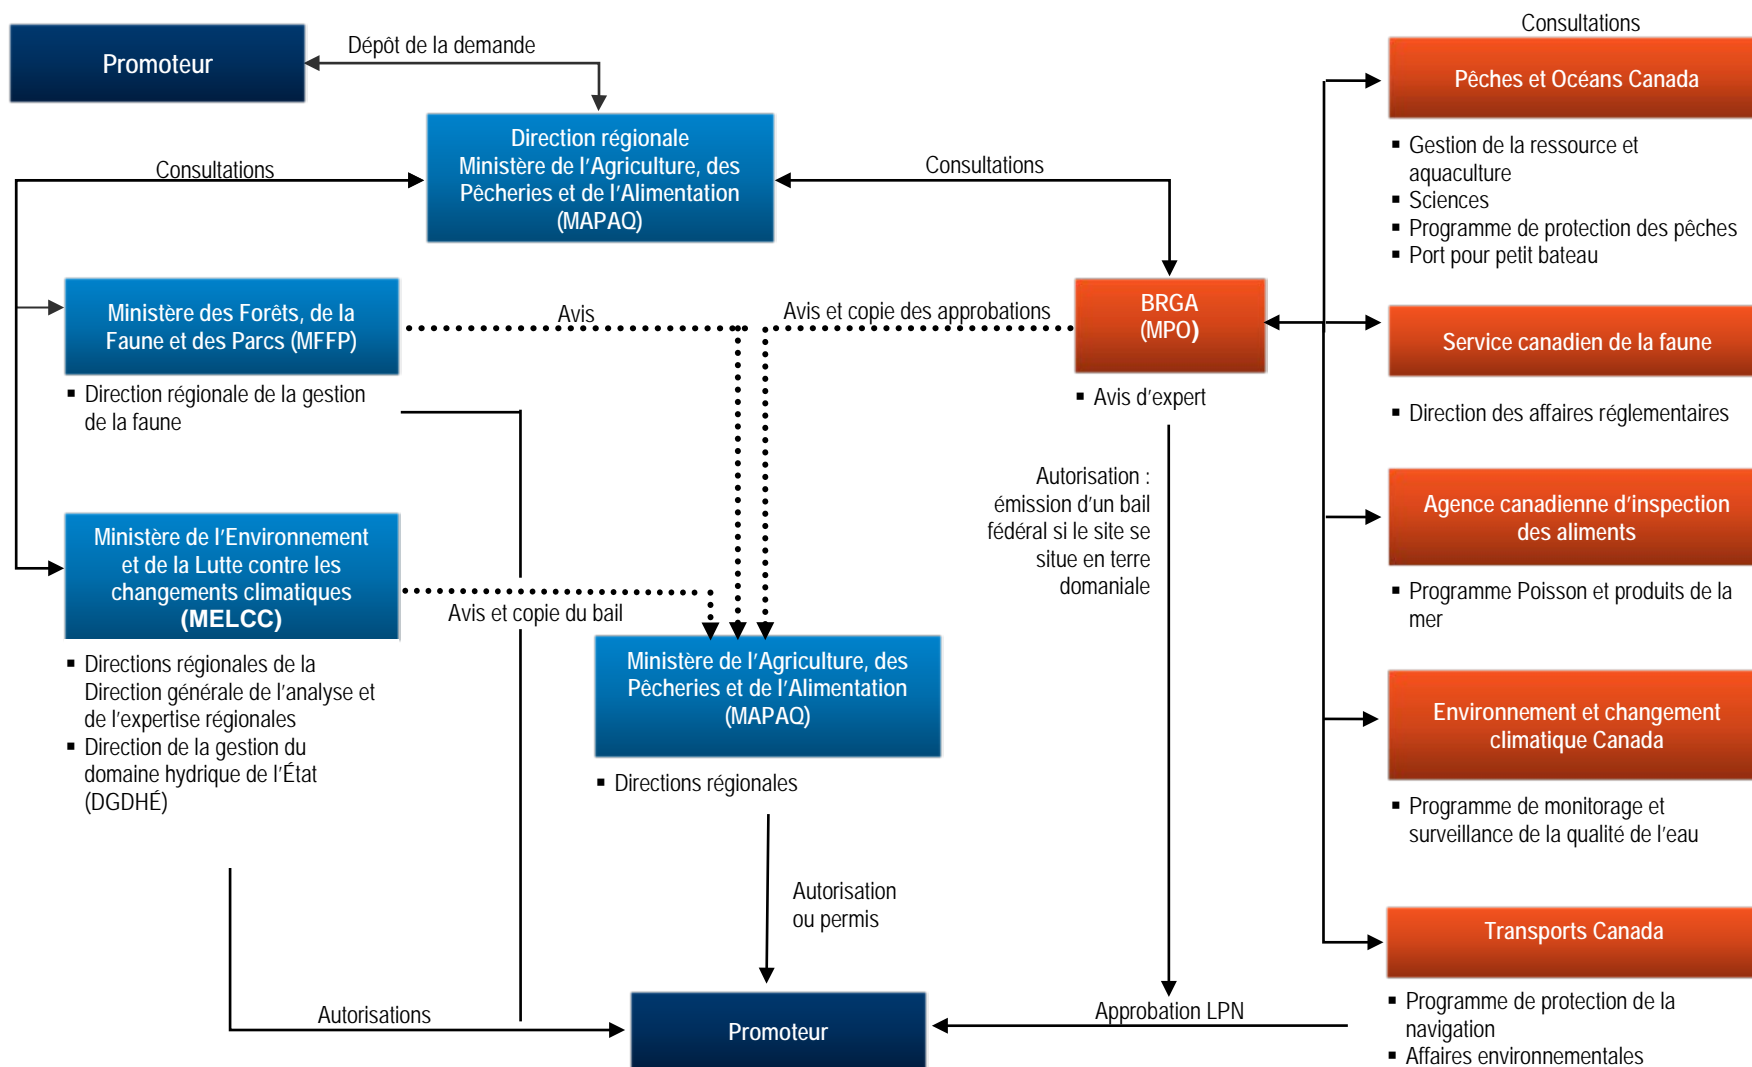 Consultations
Promoteur
Dépôt de la demande
Pêches et Océans Canada
Direction régionale
Ministère de l'Agriculture, des
Pêcheries et de l'Alimentation
(MAPAQ)
Consultations
Consultations
▪ Gestion de la ressource et
aquaculture
▪ Sciences
▪ Programme de protection des pêches
▪ Port pour petit bateau
Ministère des Forêts, de la
Faune et des Parcs (MFFP)
Avis
Avis et copie des approbations
BRGA
(MPO)
Service canadien de la faune
▪ Direction régionale de la gestion
de la faune
▪ Avis d'expert
▪ Direction des affaires réglementaires
Autorisation :
émission d'un bail
fédéral si le site se
situe en terre
domaniale
Agence canadienne d'inspection
des aliments
▪ Programme Poisson et produits de la
mer
Ministère de l'Environnement
et de la Lutte contre les
changements climatiques
(MELCC)
Avis et copie du bail
▪ Directions régionales de la
Direction générale de l'analyse et
de l'expertise régionales
▪ Direction de la gestion du
domaine hydrique de l'État
(DGDHÉ)
Ministère de l'Agriculture, des
Pêcheries et de l'Alimentation
(MAPAQ)
▪ Directions régionales
Environnement et changement
climatique Canada
▪ Programme de monitorage et
surveillance de la qualité de l'eau
Autorisation
ou permis
Transports Canada
▪ Programme de protection de la
navigation
▪ Affaires environnementales
Autorisations
Promoteur
Approbation LPN